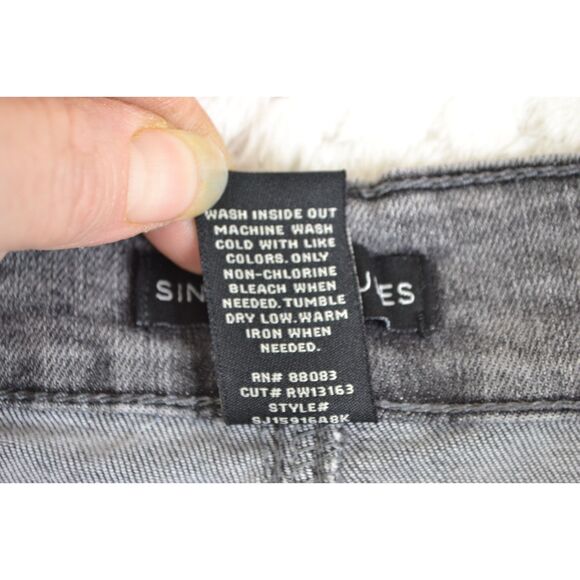 WASH INSIDE OUT
MACHINE WASH
COLD WITH LIKE
COLORS. ONLY
NON-CHLORINE
BLEACH WHEN
NEEDED. TUMBLE
DRY LOW. WARM
IRON WHEN
NEEDED.
RN# 88083
CUT# RW13163
STYLE#
SJ15916A8K